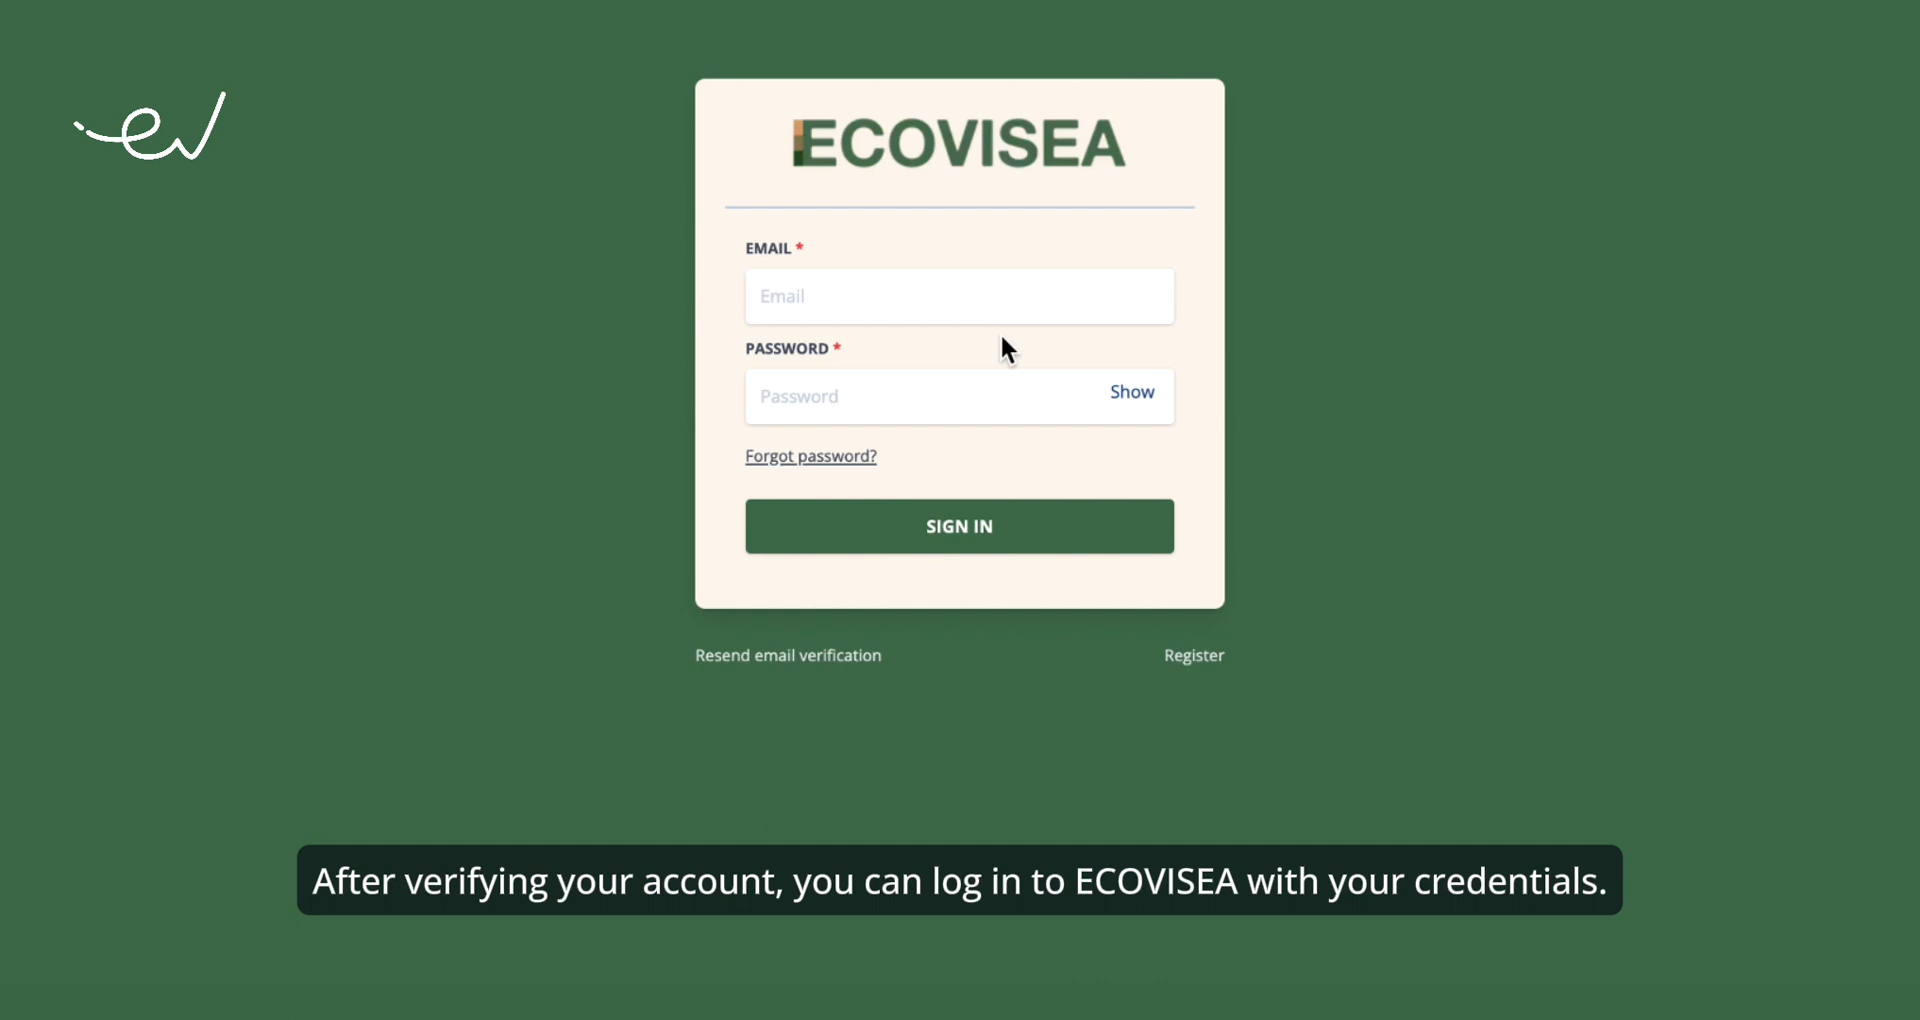 ev
ECOVISEA
EMAIL *
Email
PASSWORD *
Password
Show
Forgot password?
SIGN IN
Resend email verification
Register
After verifying your account, you can log in to ECOVISEA with your credentials.